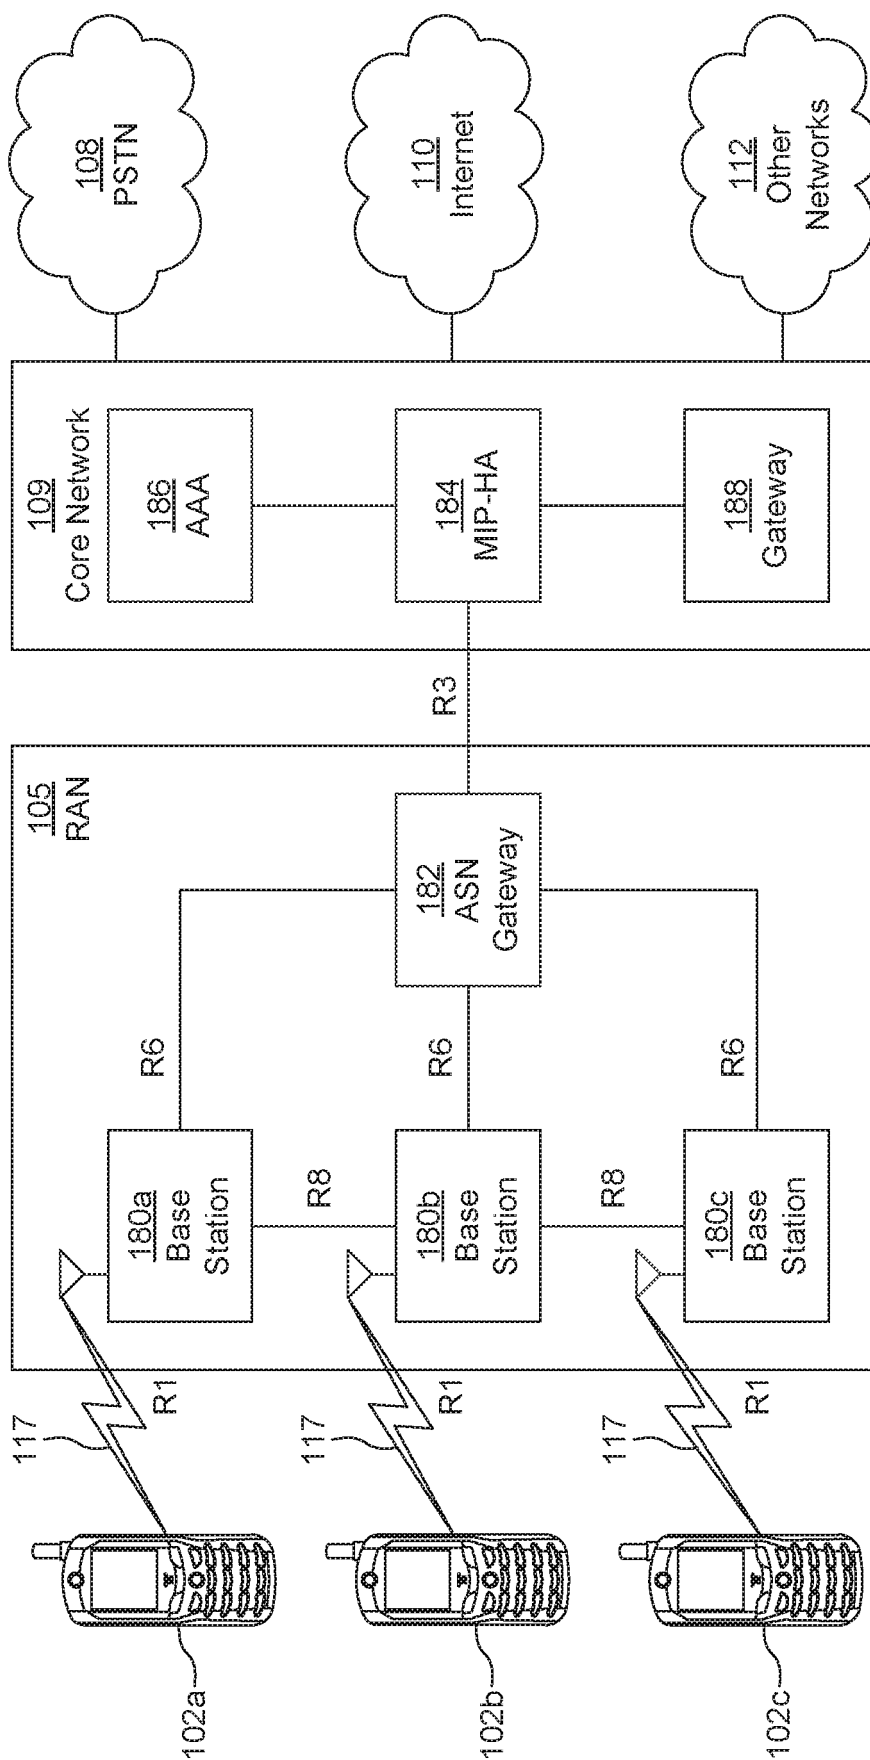 102a
102b
102c
117
117
117
R1
R1
R1
105
RAN
180a
Base
Station
180b
Base
Station
180c
Base
Station
R8
R8
R6
R6
R6
182
ASN
Gateway
R3
109
Core Network
186
AAA
184
MIP-HA
188
Gateway
108
PSTN
110
Internet
112
Other
Networks